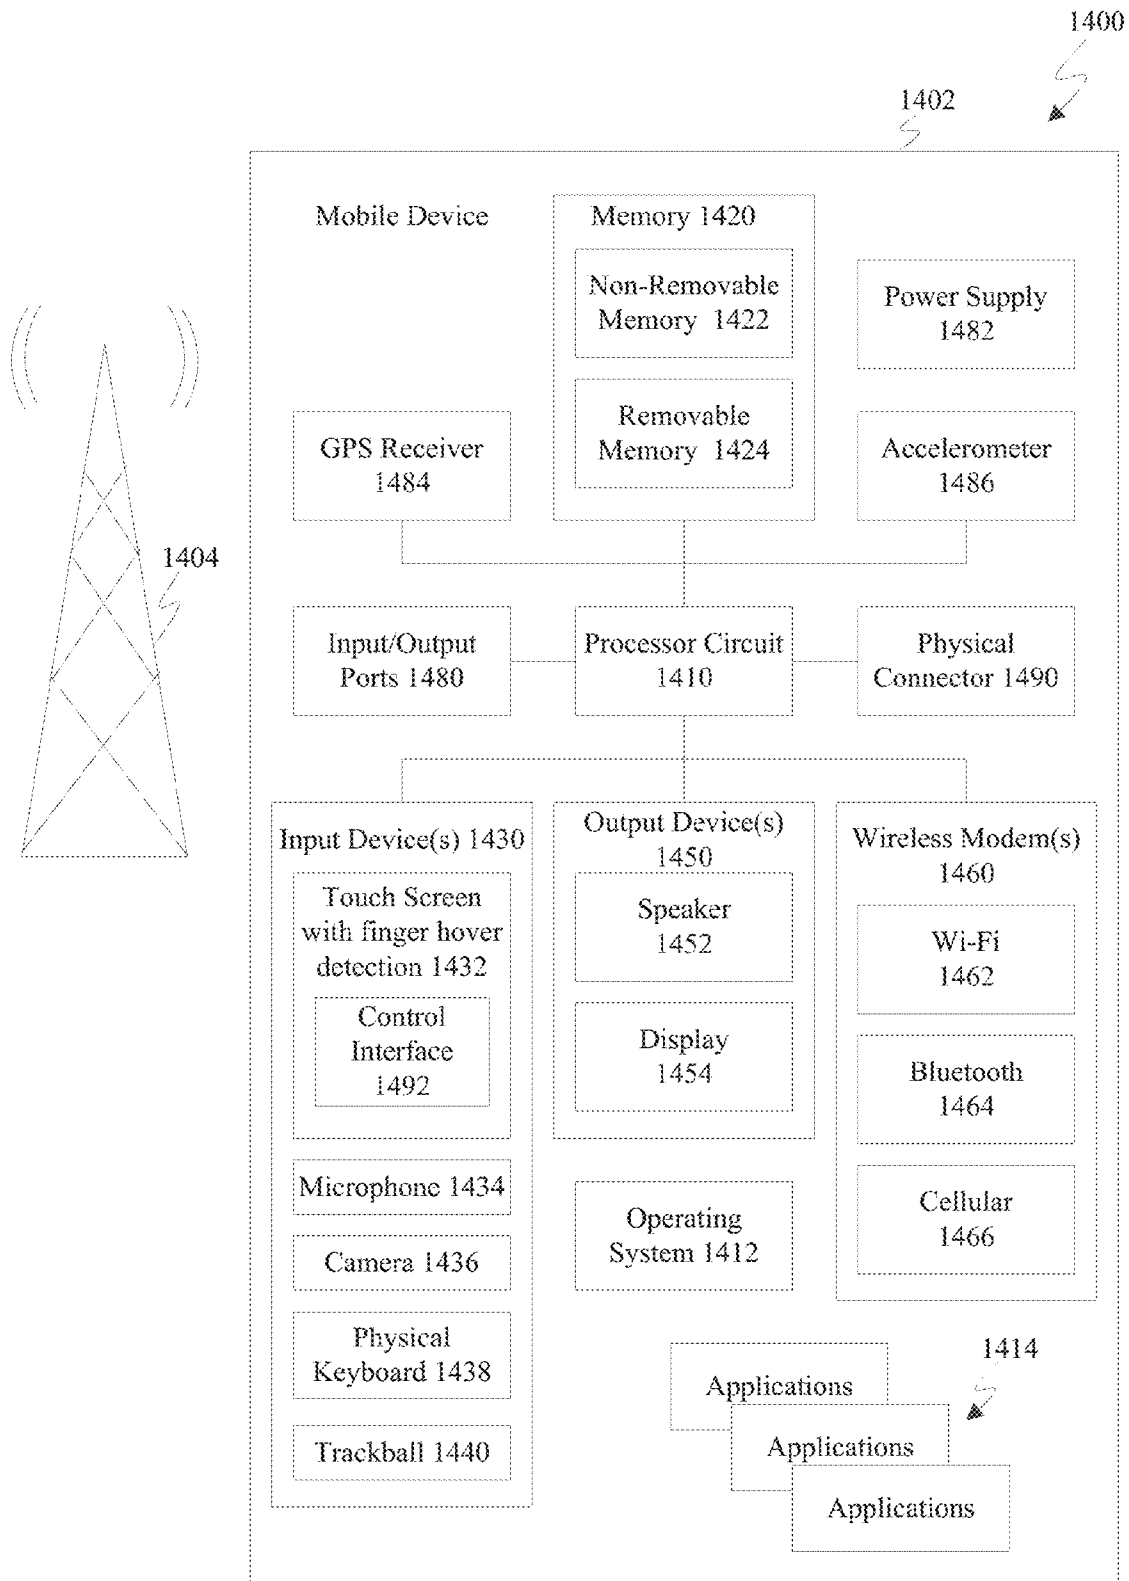 1400
1402
Mobile Device
Memory 1420
Non-Removable
Memory 1422
Power Supply
1482
Removable
Memory 1424
GPS Receiver
1484
Accelerometer
1486
1404
Input/Output
Ports 1480
Processor Circuit
1410
Physical
Connector 1490
Input Device(s) 1430
Touch Screen
with finger hover
detection 1432
Control
Interface
1492
Microphone 1434
Camera 1436
Physical
Keyboard 1438
Trackball 1440
Output Device(s)
1450
Speaker
1452
Display
1454
Operating
System 1412
Wireless Modem(s)
1460
Wi-Fi
1462
Bluetooth
1464
Cellular
1466
1414
Applications
Applications
Applications